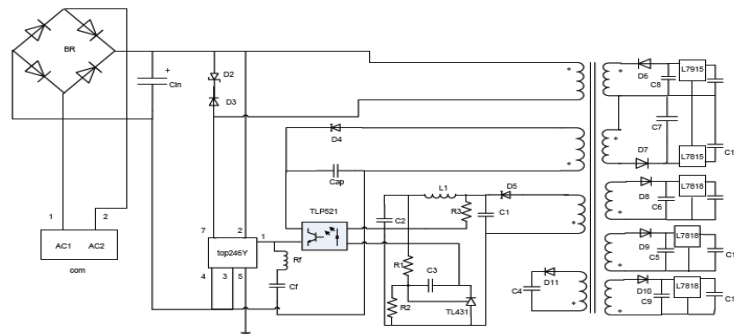 BR
+
Cin
D2
D3
1
2
AC1
AC2
com
7
2
1
top246Y
4
3
5
Rf
Cf
D4
Cap
TLP521
L1
D5
R3
C2
C1
R1
C3
R2
TL431
C4
D11
D6
L7915
C8
C7
D7
L7815
C1
D8
L7818
C6
D9
L7818
C5
C1
D10
L7818
C9
C1